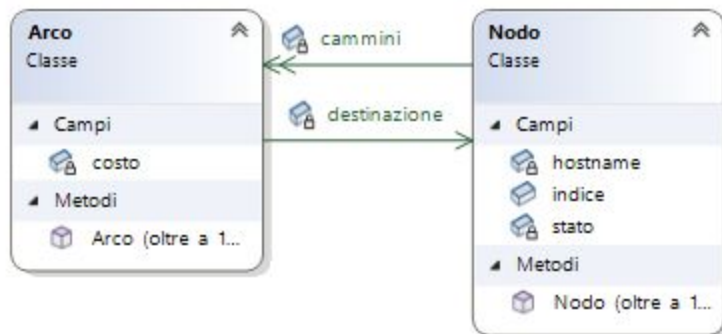 Arco
Classe
Campi
costo
Metodi
Arco (oltre a 1...
cammini
destinazione
Nodo
Classe
Campi
hostname
indice
stato
Metodi
Nodo (oltre a 1...